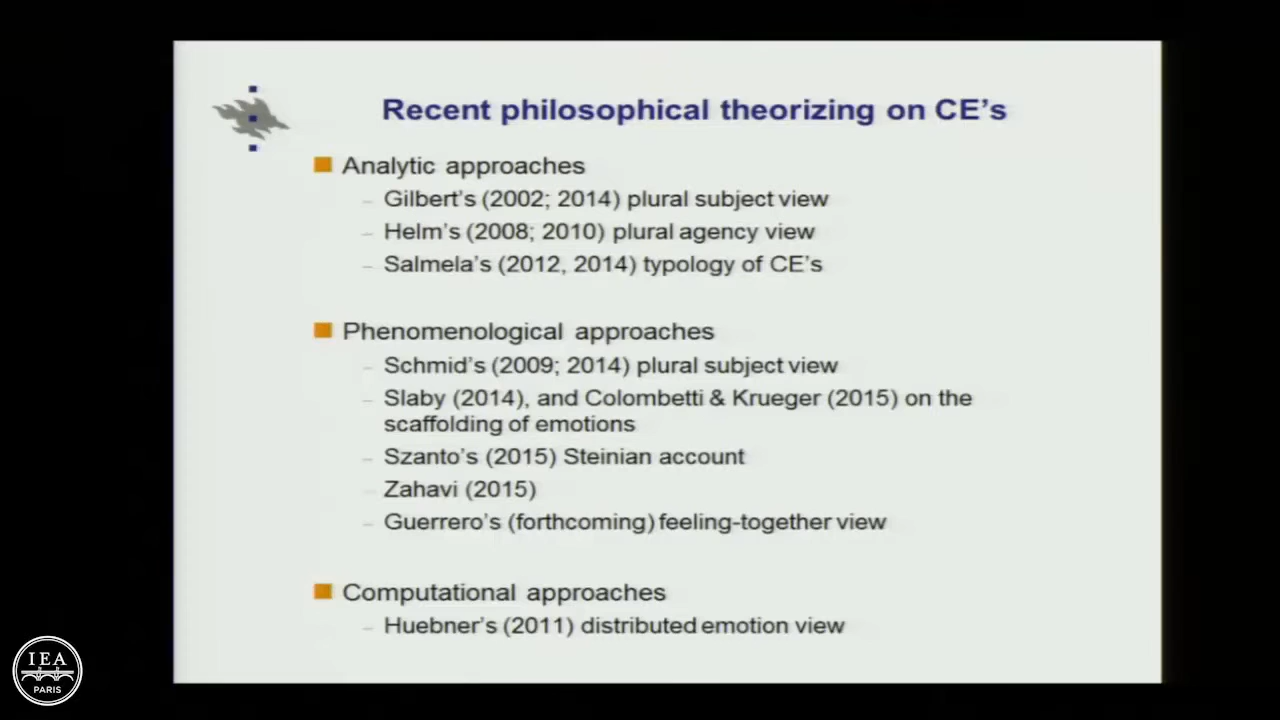 Recent philosophical theorizing on CE's
Analytic approaches
– Gilbert's (2002; 2014) plural subject view
– Helm's (2008; 2010) plural agency view
– Salmela's (2012, 2014) typology of CE's
Phenomenological approaches
– Schmid's (2009; 2014) plural subject view
– Slaby (2014), and Colombetti & Krueger (2015) on the
scaffolding of emotions
– Szanto's (2015) Steinian account
– Zahavi (2015)
– Guerrero's (forthcoming) feeling-together view
Computational approaches
– Huebner's (2011) distributed emotion view
IEA
PARIS